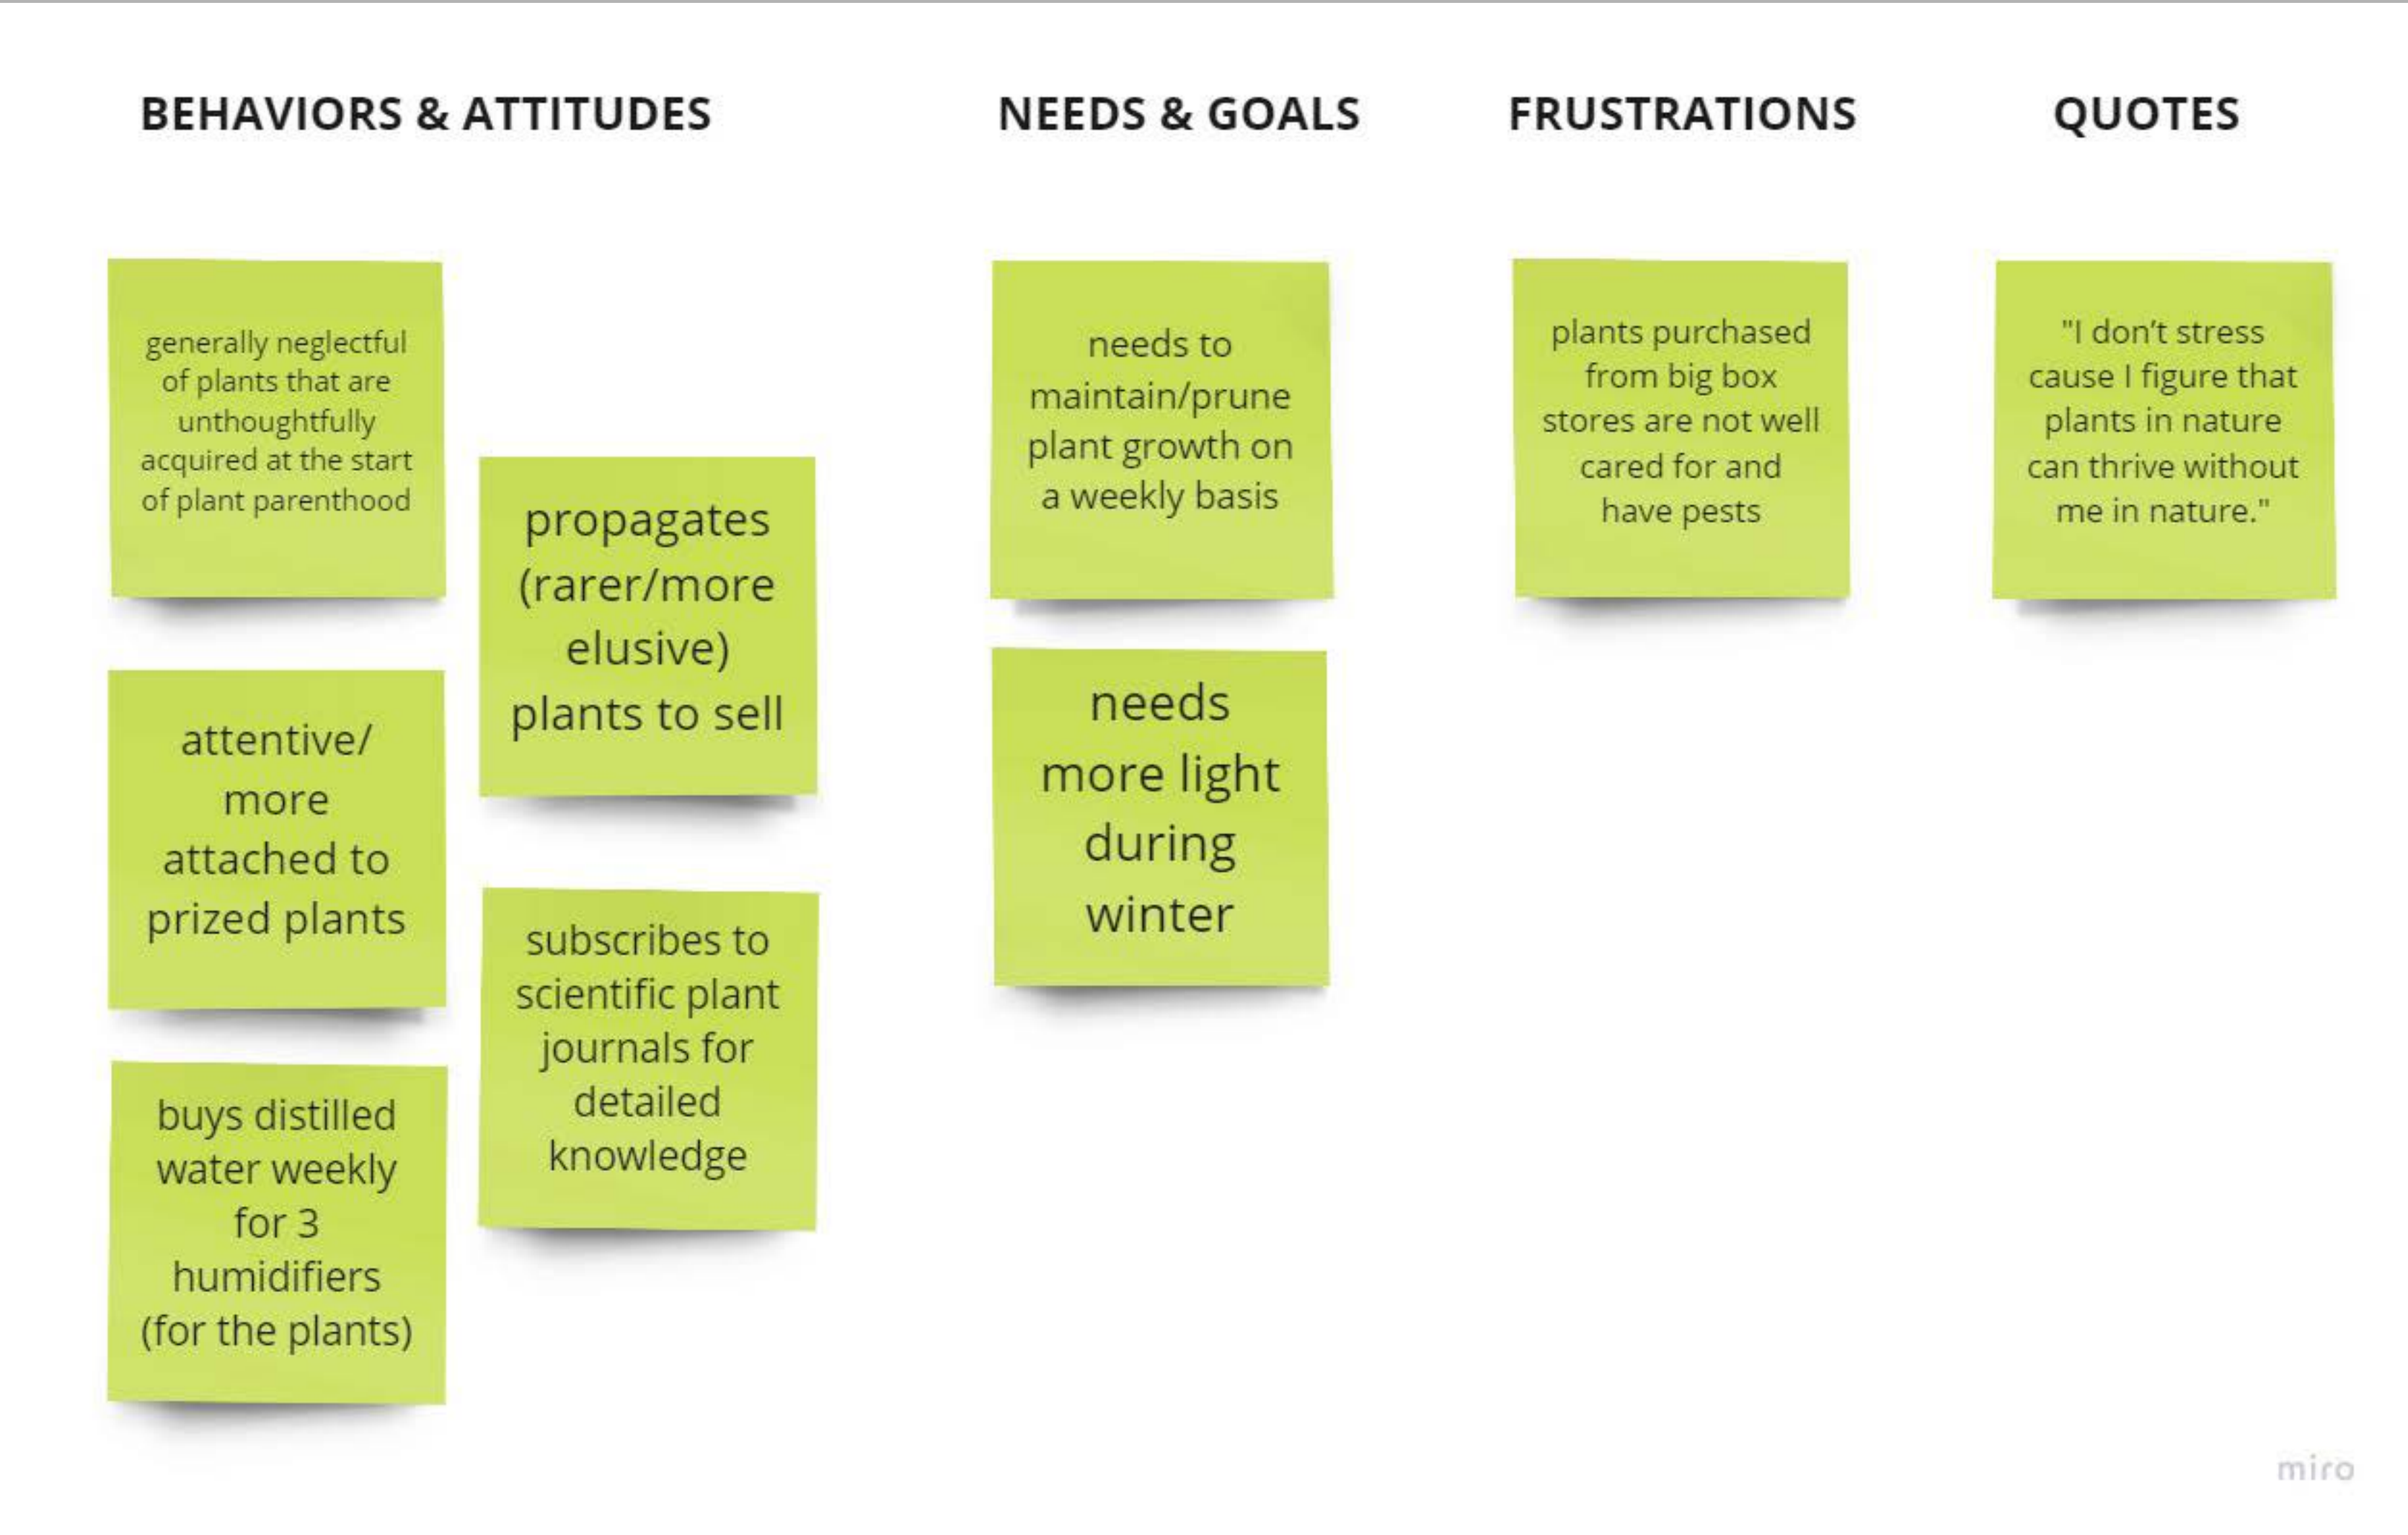 BEHAVIORS & ATTITUDES
generally neglectful
of plants that are
unthoughtfully
acquired at the start
of plant parenthood
attentive/
more
attached to
prized plants
buys distilled
water weekly
for 3
humidifiers
(for the plants)
propagates
(rarer/more
elusive)
plants to sell
subscribes to
scientific plant
journals for
detailed
knowledge
NEEDS & GOALS
needs to
maintain/prune
plant growth on
a weekly basis
needs
more light
during
winter
FRUSTRATIONS
plants purchased
from big box
stores are not well
cared for and
have pests
QUOTES
"I don’t stress
cause I figure that
plants in nature
can thrive without
me in nature."
miro